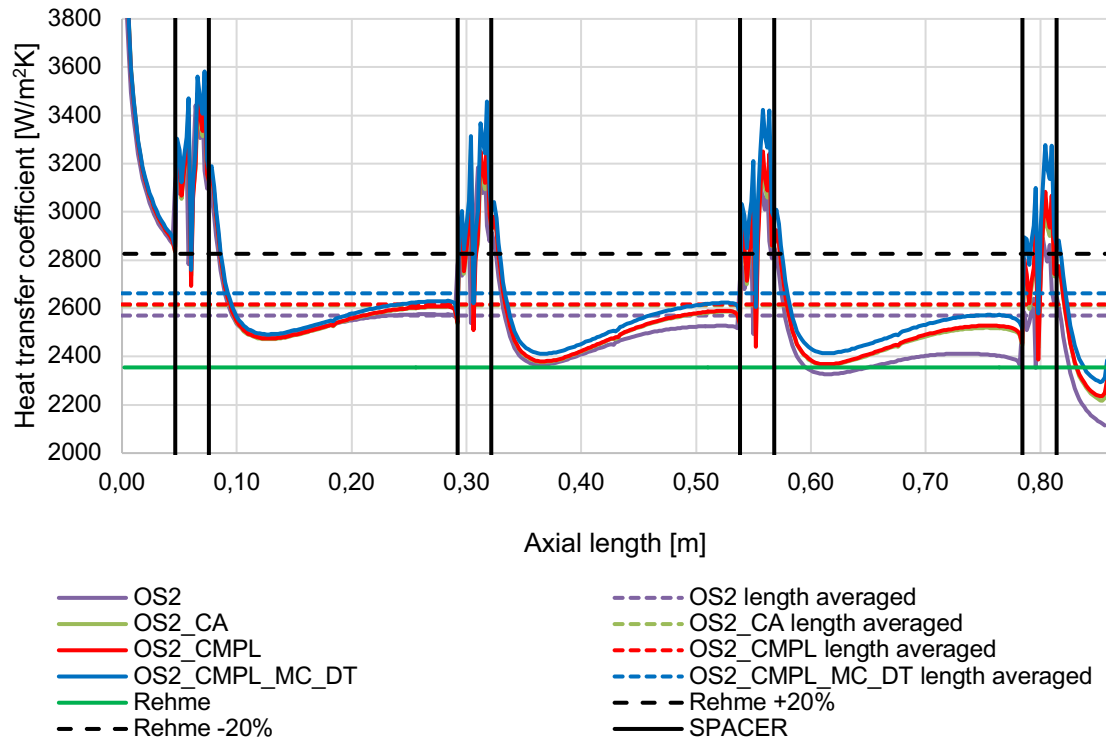 3800
3600
3400
3200
3000
2800
2600
2400
2200
2000
Heat transfer coefficient [W/m²K]
0,00 0,10 0,20 0,30 0,40 0,50 0,60 0,70 0,80
Axial length [m]
OS2 OS2 length averaged
OS2_CA OS2_CA length averaged
OS2_CMPL OS2_CMPL length averaged
OS2_CMPL_MC_DT OS2_CMPL_MC_DT length averaged
Rehme Rehme +20%
Rehme -20% SPACER